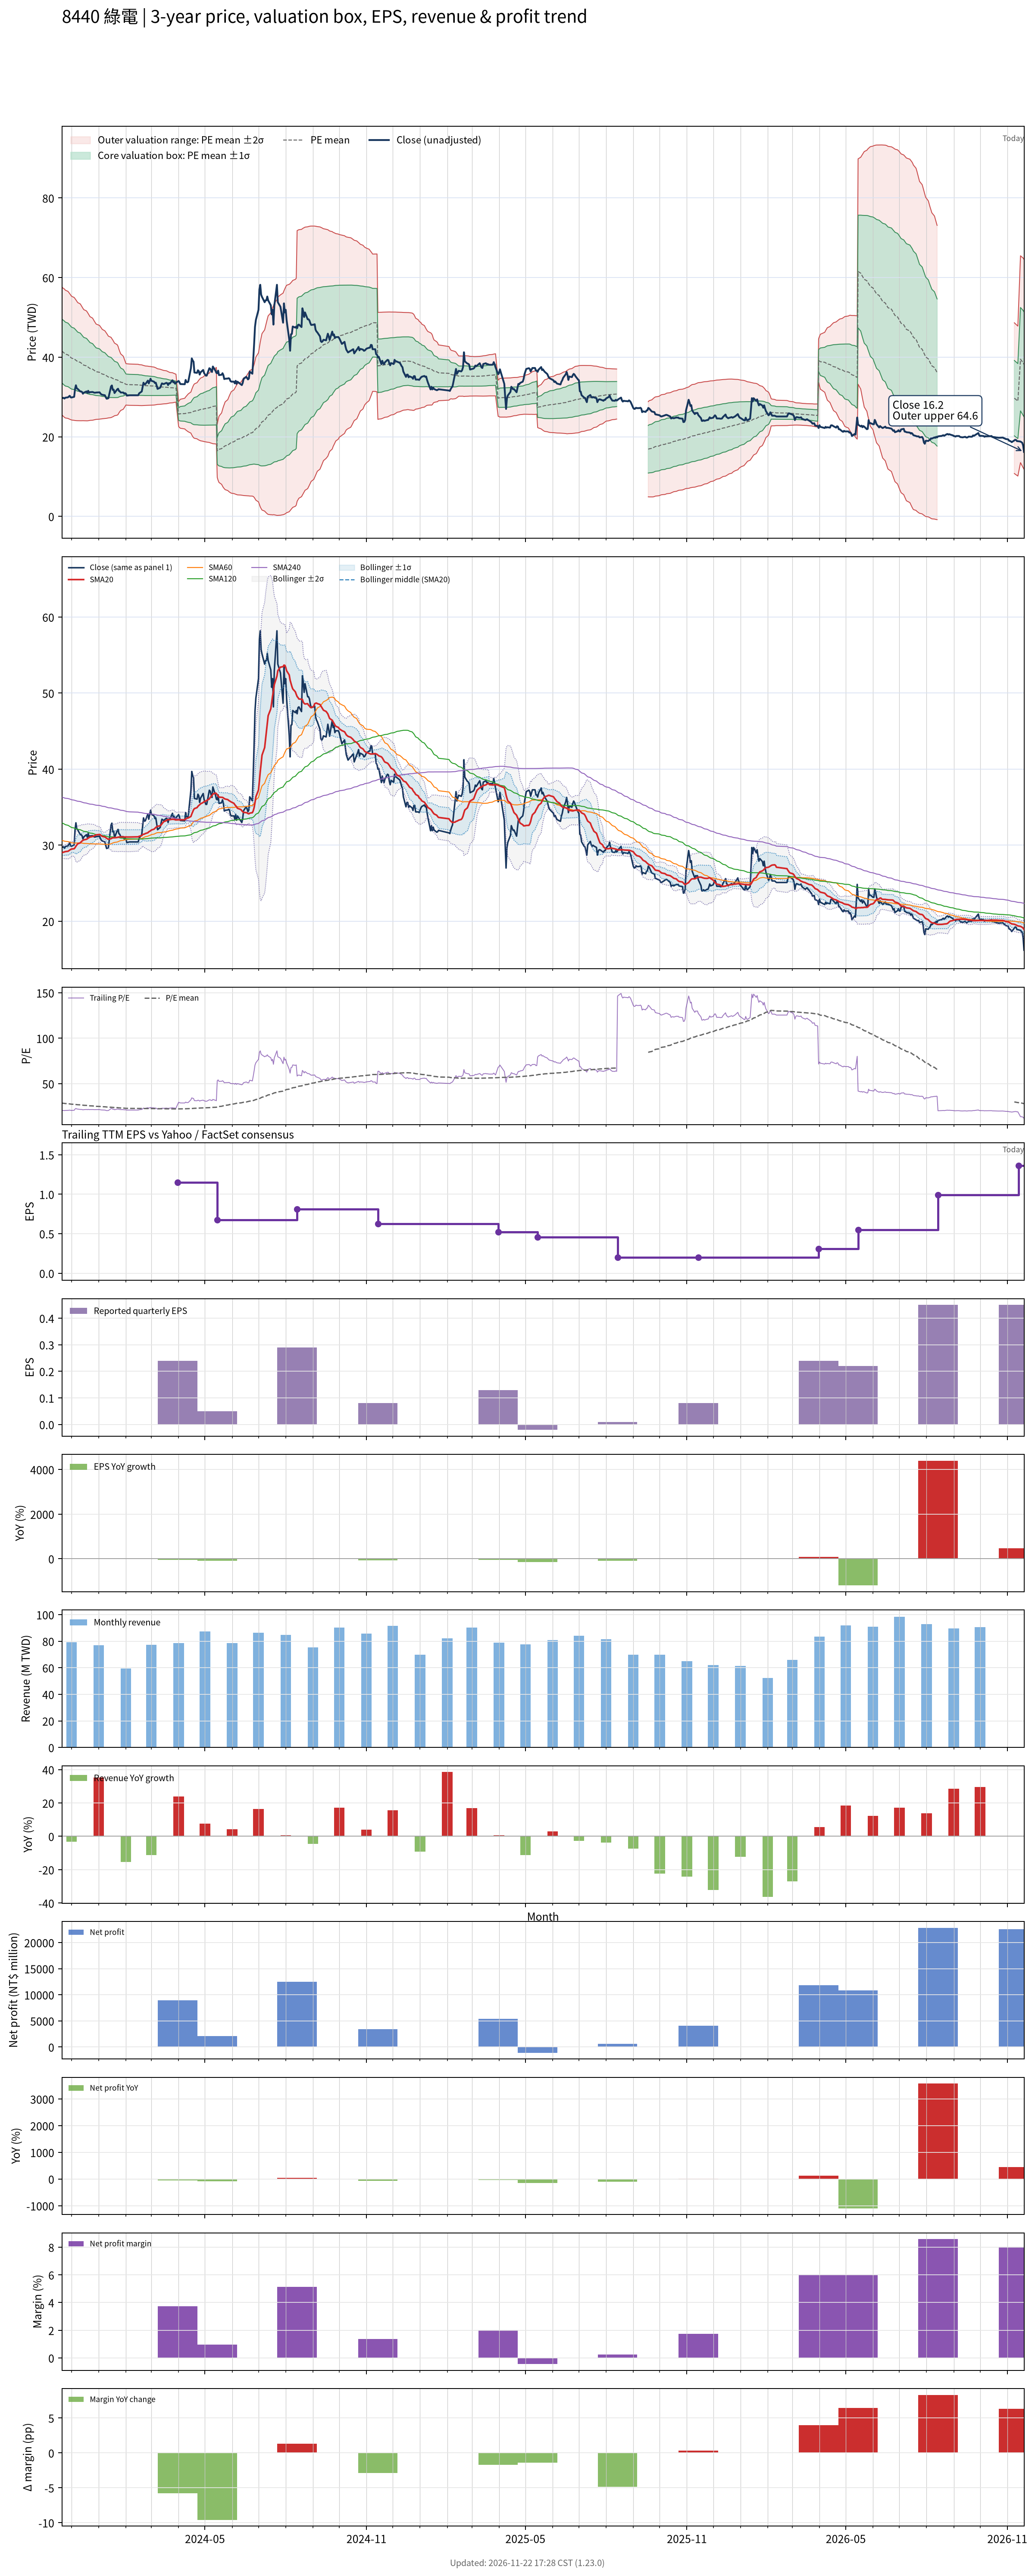 8440 綠電 | 3-year price, valuation box, EPS, revenue & profit trend
Outer valuation range: PE mean ±2σ
PE mean
Close (unadjusted)
Core valuation box: PE mean ±1σ
Today
80
60
40
20
0
Price (TWD)
Close 16.2
Outer upper 64.6
Close (same as panel 1)
SMA20
SMA60
SMA120
SMA240
Bollinger ±2σ
Bollinger ±1σ
Bollinger middle (SMA20)
60
50
40
30
20
Price
Trailing P/E
P/E mean
150
100
50
P/E
Trailing TTM EPS vs Yahoo / FactSet consensus
Today
1.5
1.0
0.5
0.0
EPS
Reported quarterly EPS
0.4
0.3
0.2
0.1
0.0
EPS
EPS YoY growth
4000
2000
0
YoY (%)
Monthly revenue
100
80
60
40
20
0
Revenue (M TWD)
Revenue YoY growth
40
20
0
-20
-40
YoY (%)
Month
Net profit
20000
15000
10000
5000
0
Net profit (NT$ million)
Net profit YoY
3000
2000
1000
0
-1000
YoY (%)
Net profit margin
8
6
4
2
0
Margin (%)
Margin YoY change
5
0
-5
-10
Δ margin (pp)
2024-05
2024-11
2025-05
2025-11
2026-05
2026-11
Updated: 2026-11-22 17:28 CST (1.23.0)